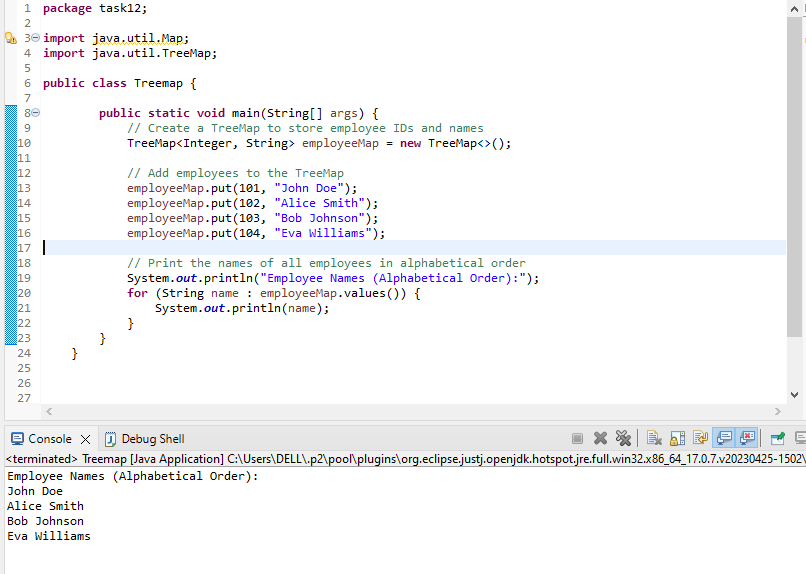 1 package task12;
2
3 import java.util.Map;
4 import java.util.TreeMap;
5
6 public class Treemap {
7
8 public static void main(String[] args) {
9 // Create a TreeMap to store employee IDs and names
10 TreeMap<Integer, String> employeeMap = new TreeMap<>();
11
12 // Add employees to the TreeMap
13 employeeMap.put(101, "John Doe");
14 employeeMap.put(102, "Alice Smith");
15 employeeMap.put(103, "Bob Johnson");
16 employeeMap.put(104, "Eva Williams");
17
18 // Print the names of all employees in alphabetical order
19 System.out.println("Employee Names (Alphabetical Order):");
20 for (String name : employeeMap.values()) {
21 System.out.println(name);
22 }
23 }
24 }
25
26
27
Console Debug Shell
<terminated> Treemap [Java Application] C:\Users\DELL\.p2\pool\plugins\org.eclipse.justj.openjdk.hotspot.jre.full.win32.x86_64_17.0.7.v20230425-1502\
Employee Names (Alphabetical Order):
John Doe
Alice Smith
Bob Johnson
Eva Williams